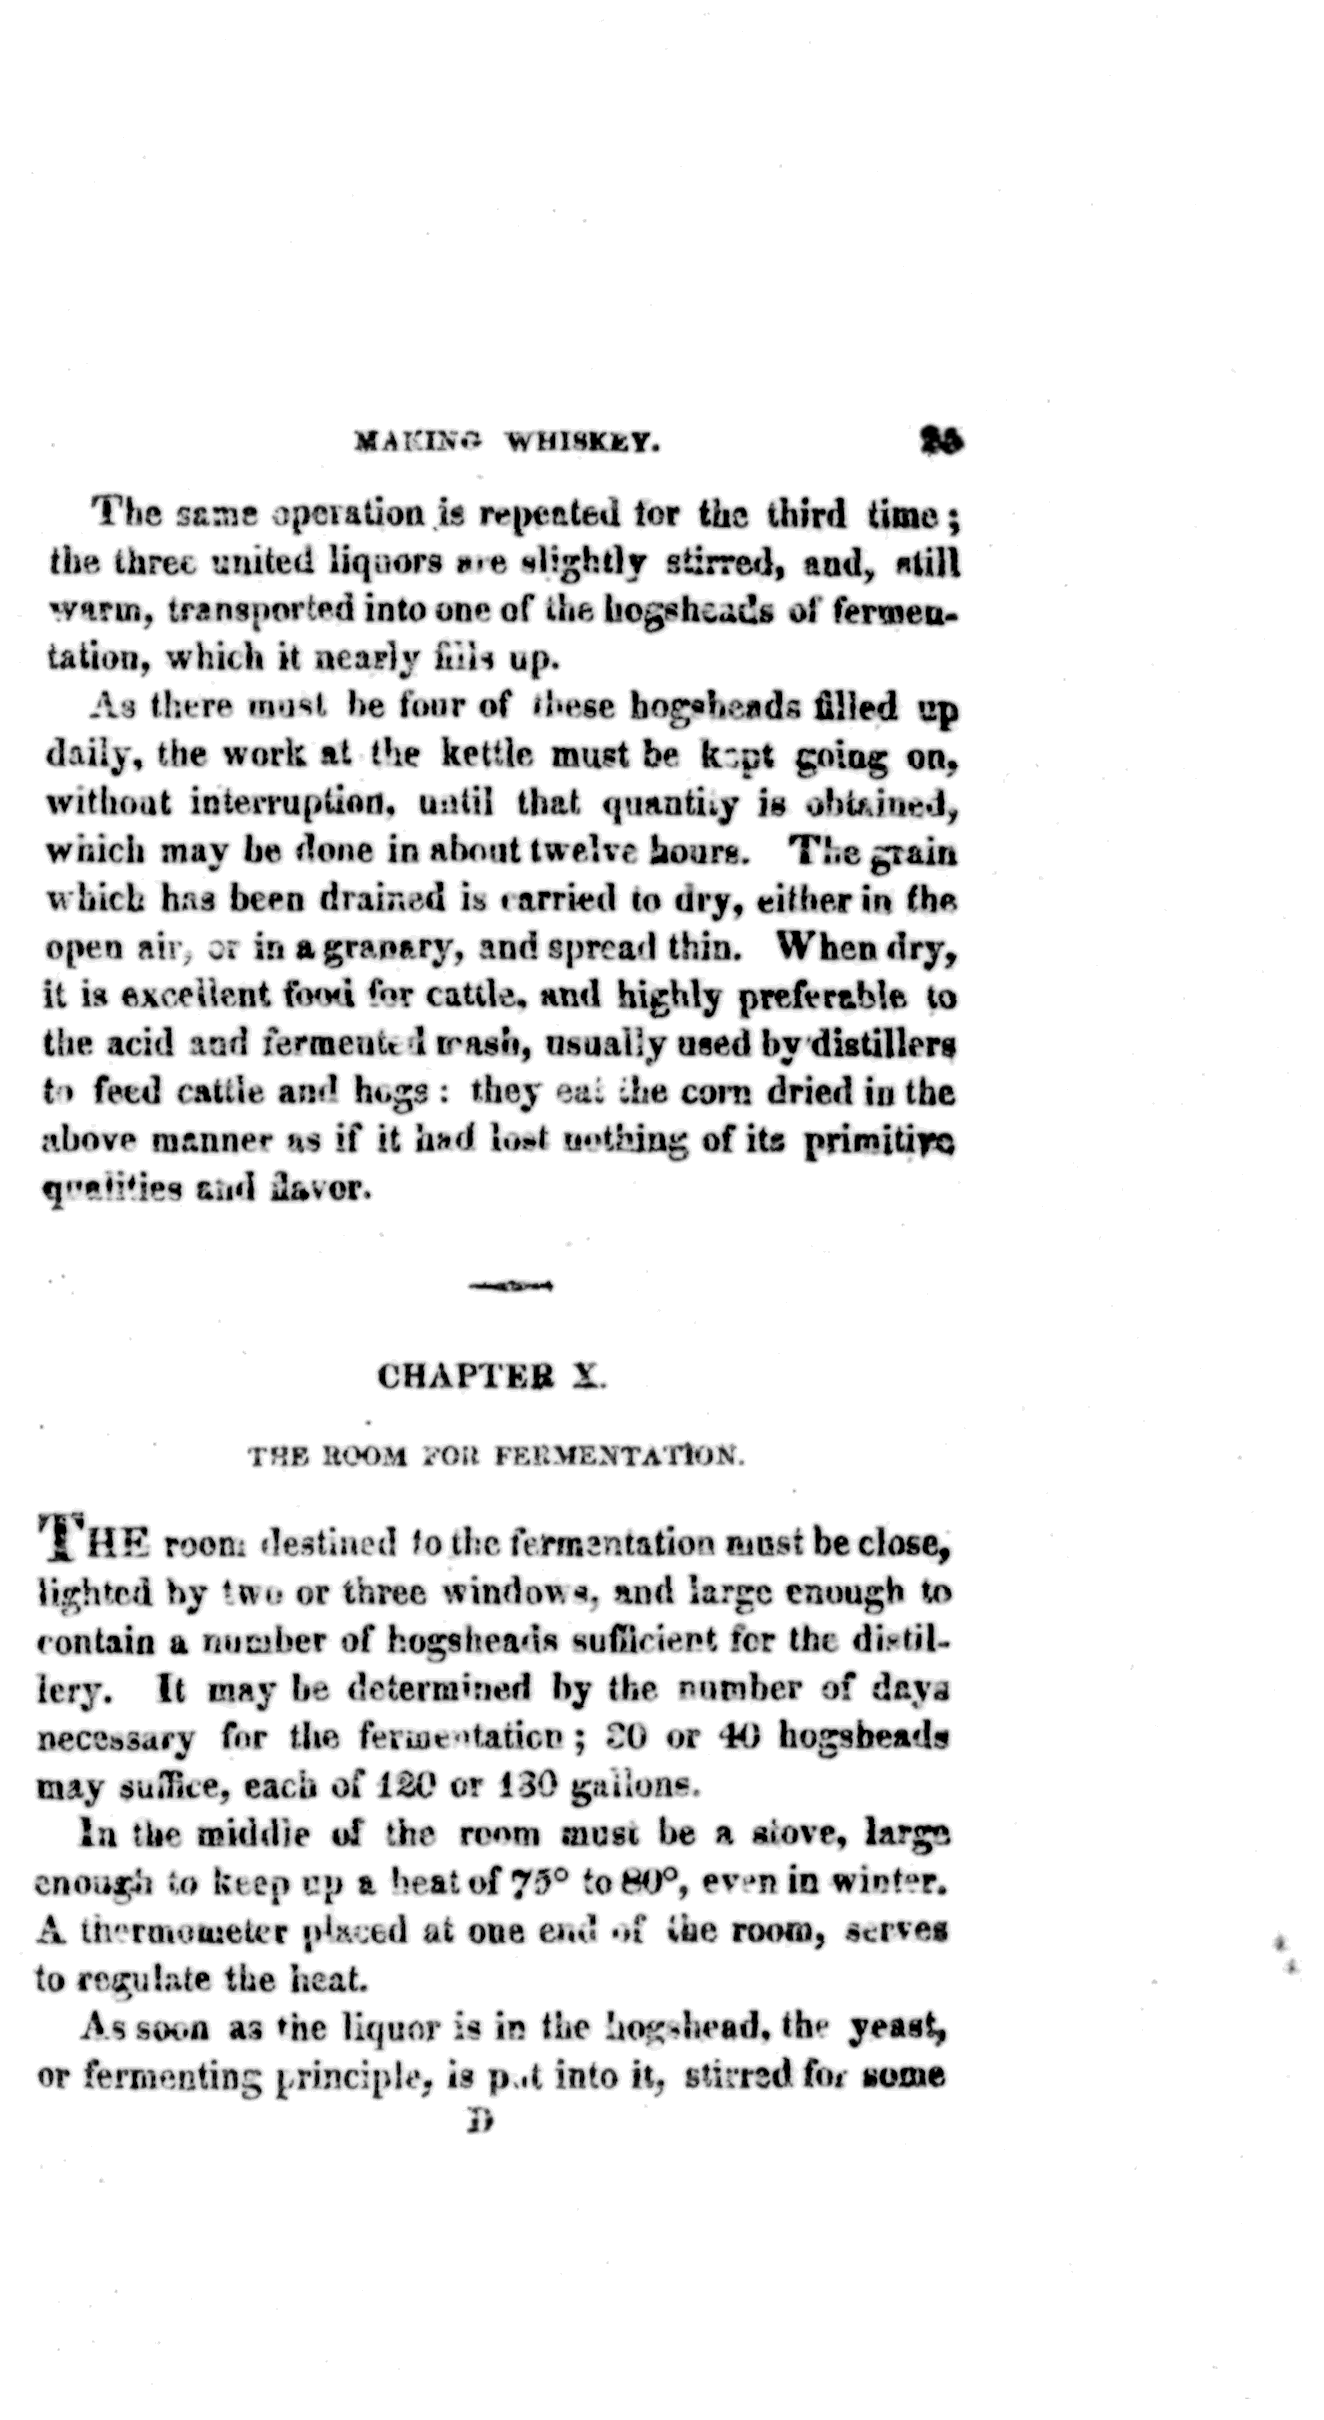 MAKING WHISKEY. 25
The same operation is repeated for the third time;
the three united liquors are slightly stirred, and, still
warm, transported into one of the hogsheads of fermen-
tation, which it nearly fills up.
As there must be four of these hogsheads filled up
daily, the work at the kettle must be kept going on,
without interruption, until that quantity is obtained,
which may be done in about twelve hours. The grain
which has been drained is carried to dry, either in the
open air, or in a granary, and spread thin. When dry,
it is excellent food for cattle, and highly preferable to
the acid and fermented mash, usually used by distillers
to feed cattle and hogs: they eat the corn dried in the
above manner as if it had lost nothing of its primitive
qualities and flavor.
CHAPTER X.
THE ROOM FOR FERMENTATION.
THE room destined to the fermentation must be close,
lighted by two or three windows, and large enough to
contain a number of hogsheads sufficient for the distil-
lery. It may be determined by the number of days
necessary for the fermentation; 30 or 40 hogsheads
may suffice, each of 120 or 130 gallons.
In the middle of the room must be a stove, large
enough to keep up a heat of 75° to 80°, even in winter.
A thermometer placed at one end of the room, serves
to regulate the heat.
As soon as the liquor is in the hogshead, the yeast,
or fermenting principle, is put into it, stirred for some
D